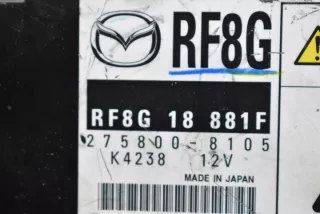 RF8G
RF8G 18 881F
275800-8105
K4238 12V
MADE IN JAPAN